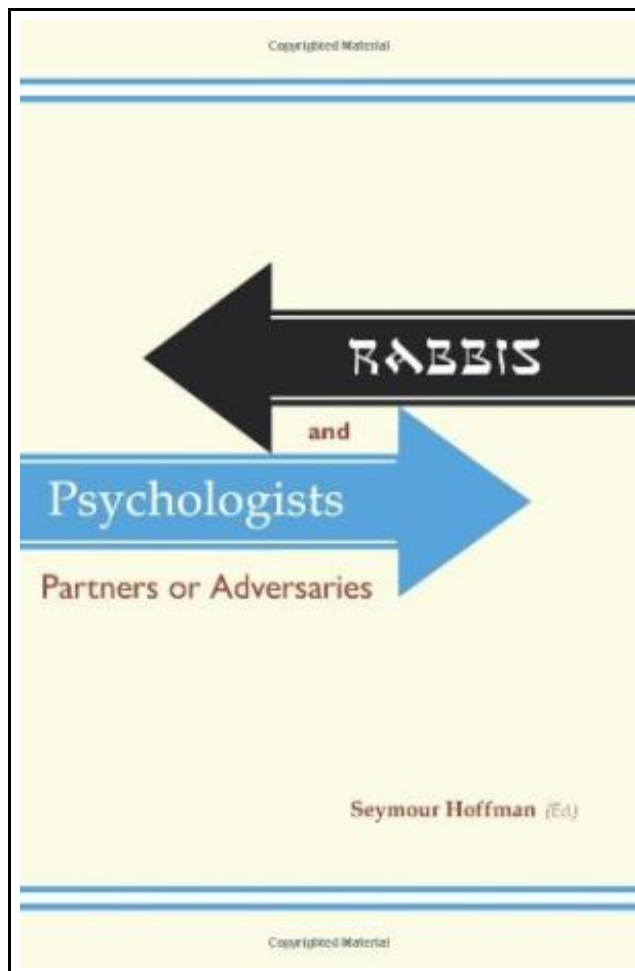 Copyrighted Material
RABBIS
and
Psychologists
Partners or Adversaries
Seymour Hoffman (Ed.)
Copyrighted Material